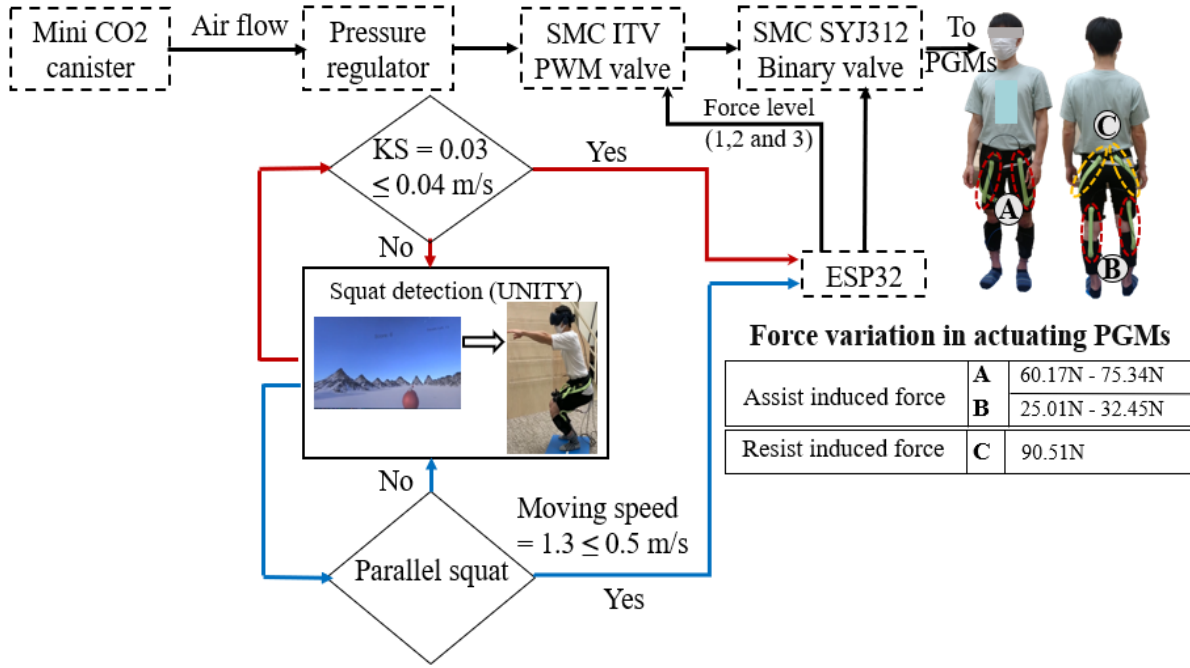 Mini CO2
canister
Air flow
Pressure
regulator
SMC ITV
PWM valve
SMC SYJ312
Binary valve
To
PGMs
Force level
(1,2 and 3)
KS = 0.03
≤ 0.04 m/s
Yes
No
C
A
B
ESP32
Squat detection (UNITY)
Force variation in actuating PGMs
Assist induced force
A 60.17N - 75.34N
B 25.01N - 32.45N
Resist induced force C 90.51N
No
Moving speed
= 1.3 ≤ 0.5 m/s
Parallel squat
Yes